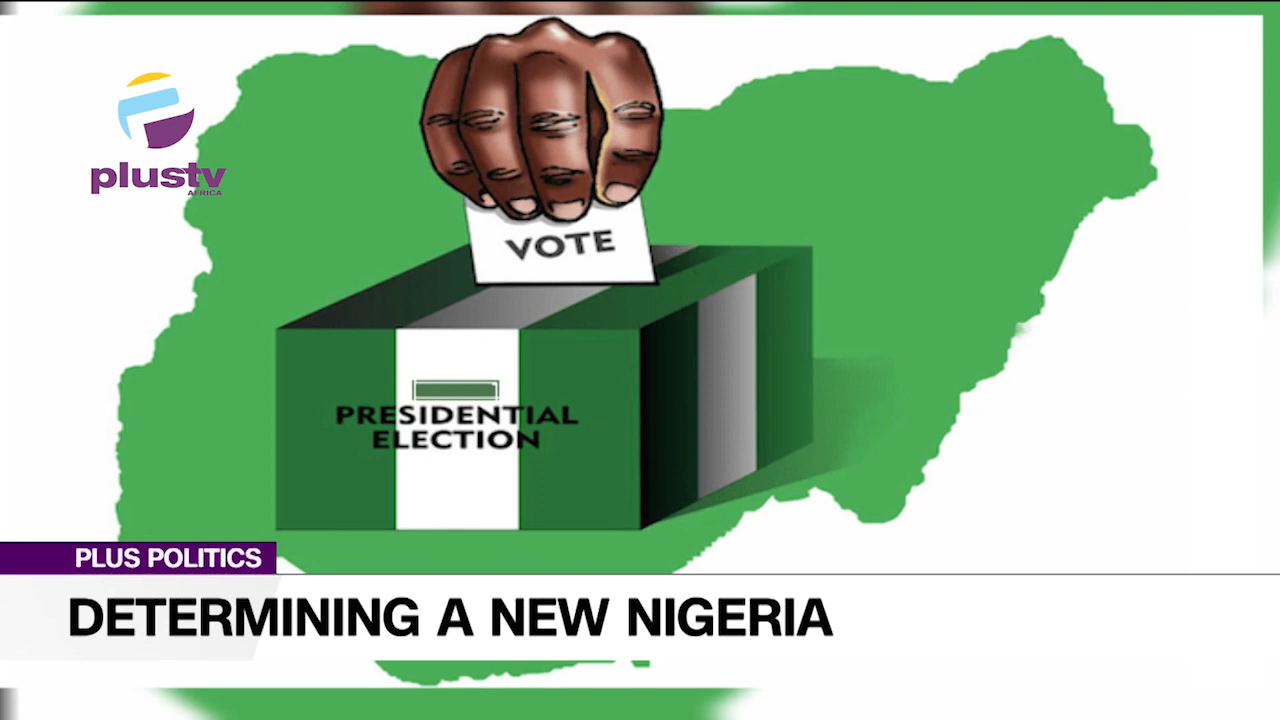 plustv
AFRICA
VOTE
PRESIDENTIAL
ELECTION
PLUS POLITICS
DETERMINING A NEW NIGERIA